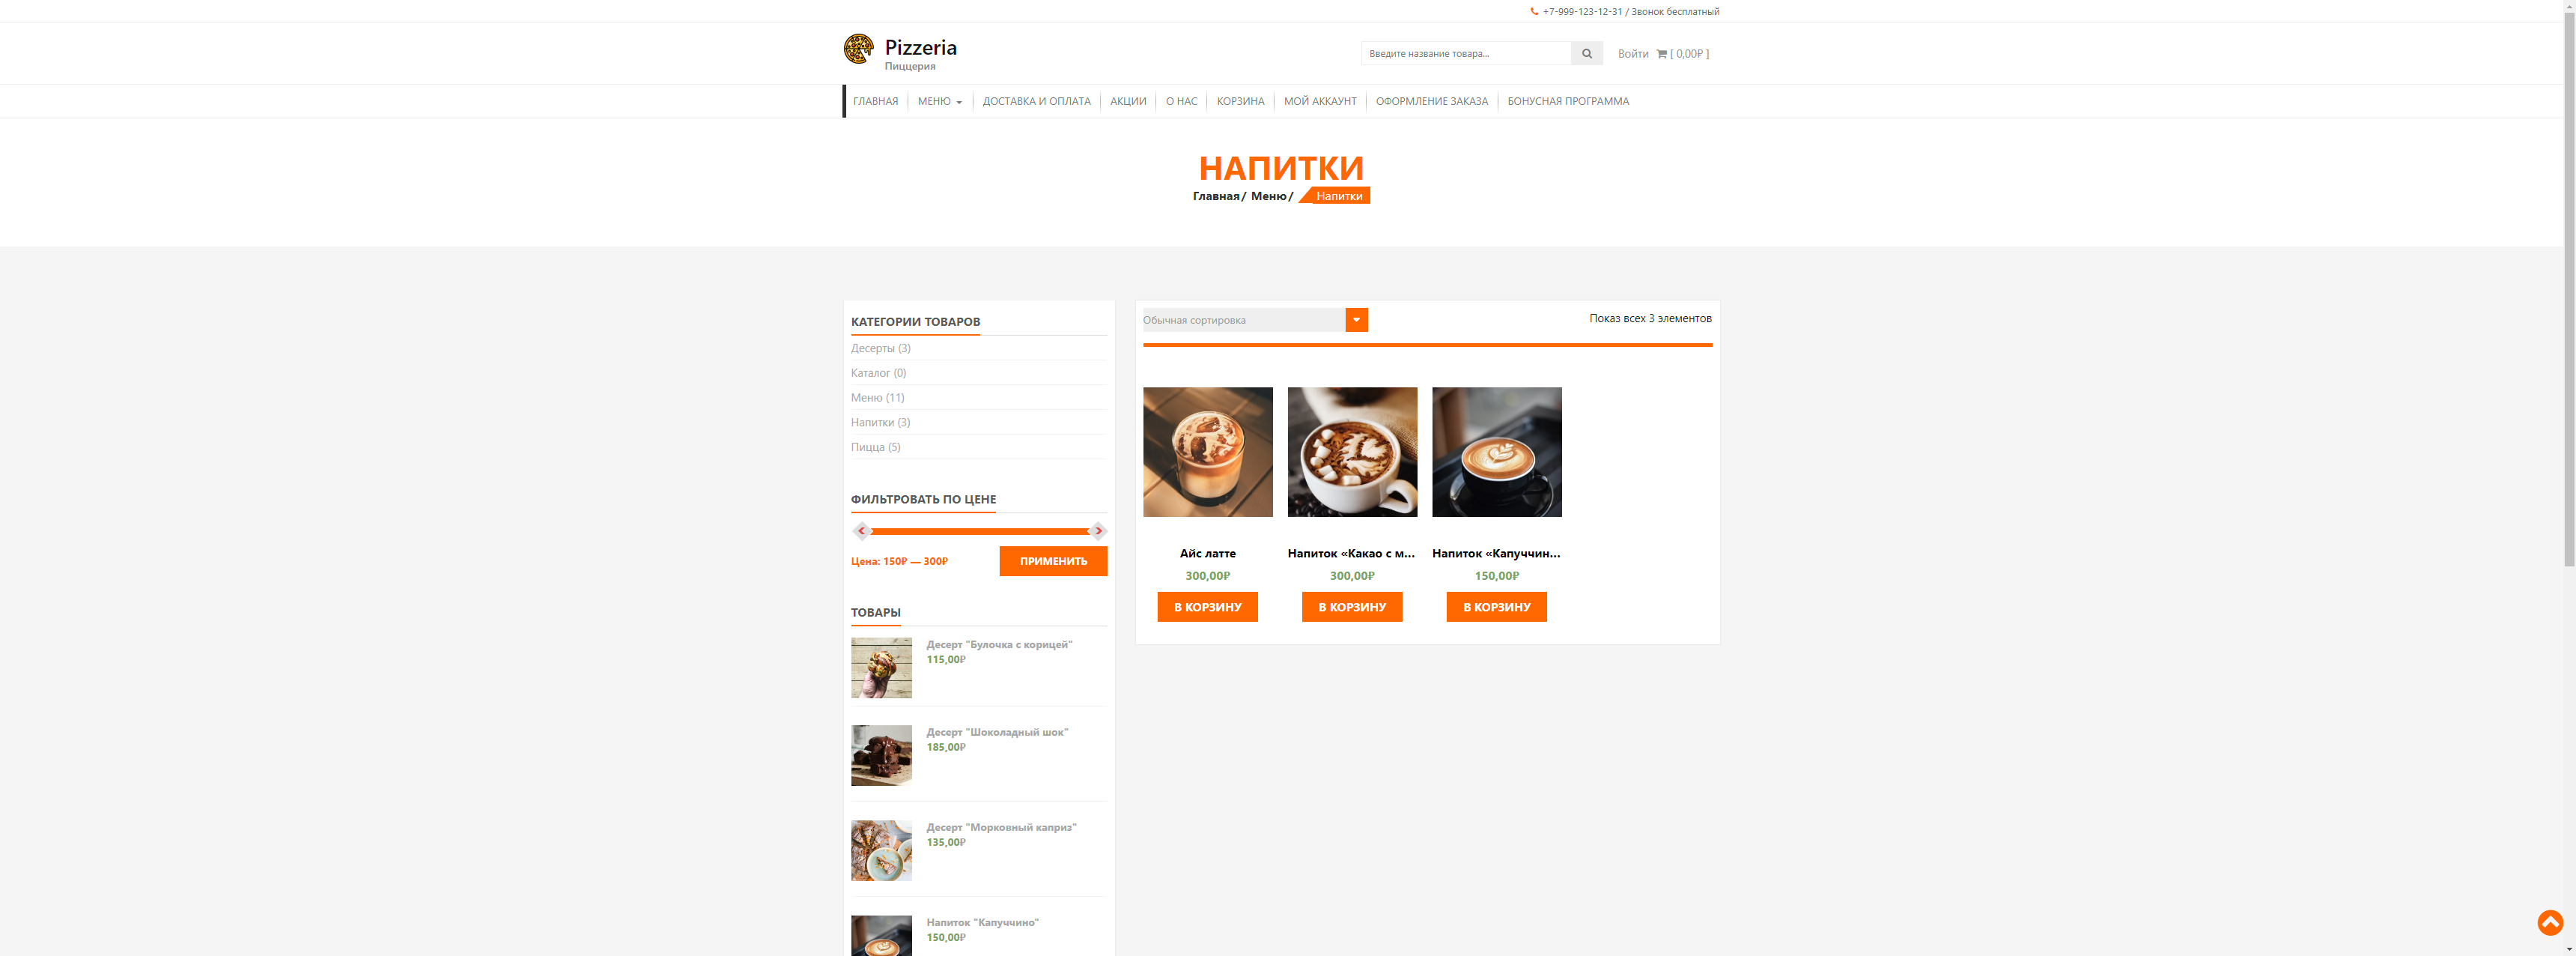 +7-999-123-12-31 / Звонок бесплатный
Pizzeria
Пиццерия
Введите название товара...
Войти [ 0,00₽ ]
ГЛАВНАЯ МЕНЮ ДОСТАВКА И ОПЛАТА АКЦИИ О НАС КОРЗИНА МОЙ АККАУНТ ОФОРМЛЕНИЕ ЗАКАЗА БОНУСНАЯ ПРОГРАММА
НАПИТКИ
Главная / Меню / Напитки
КАТЕГОРИИ ТОВАРОВ
Десерты (3)
Каталог (0)
Меню (11)
Напитки (3)
Пицца (5)
ФИЛЬТРОВАТЬ ПО ЦЕНЕ
Цена: 150₽ — 300₽
ПРИМЕНИТЬ
ТОВАРЫ
Десерт "Булочка с корицей"
115,00₽
Десерт "Шоколадный шок"
185,00₽
Десерт "Морковный каприз"
135,00₽
Напиток "Капуччино"
150,00₽
Обычная сортировка
Показ всех 3 элементов
Айс латте
300,00₽
В КОРЗИНУ
Напиток «Какао с м...
300,00₽
В КОРЗИНУ
Напиток «Капуччин...
150,00₽
В КОРЗИНУ